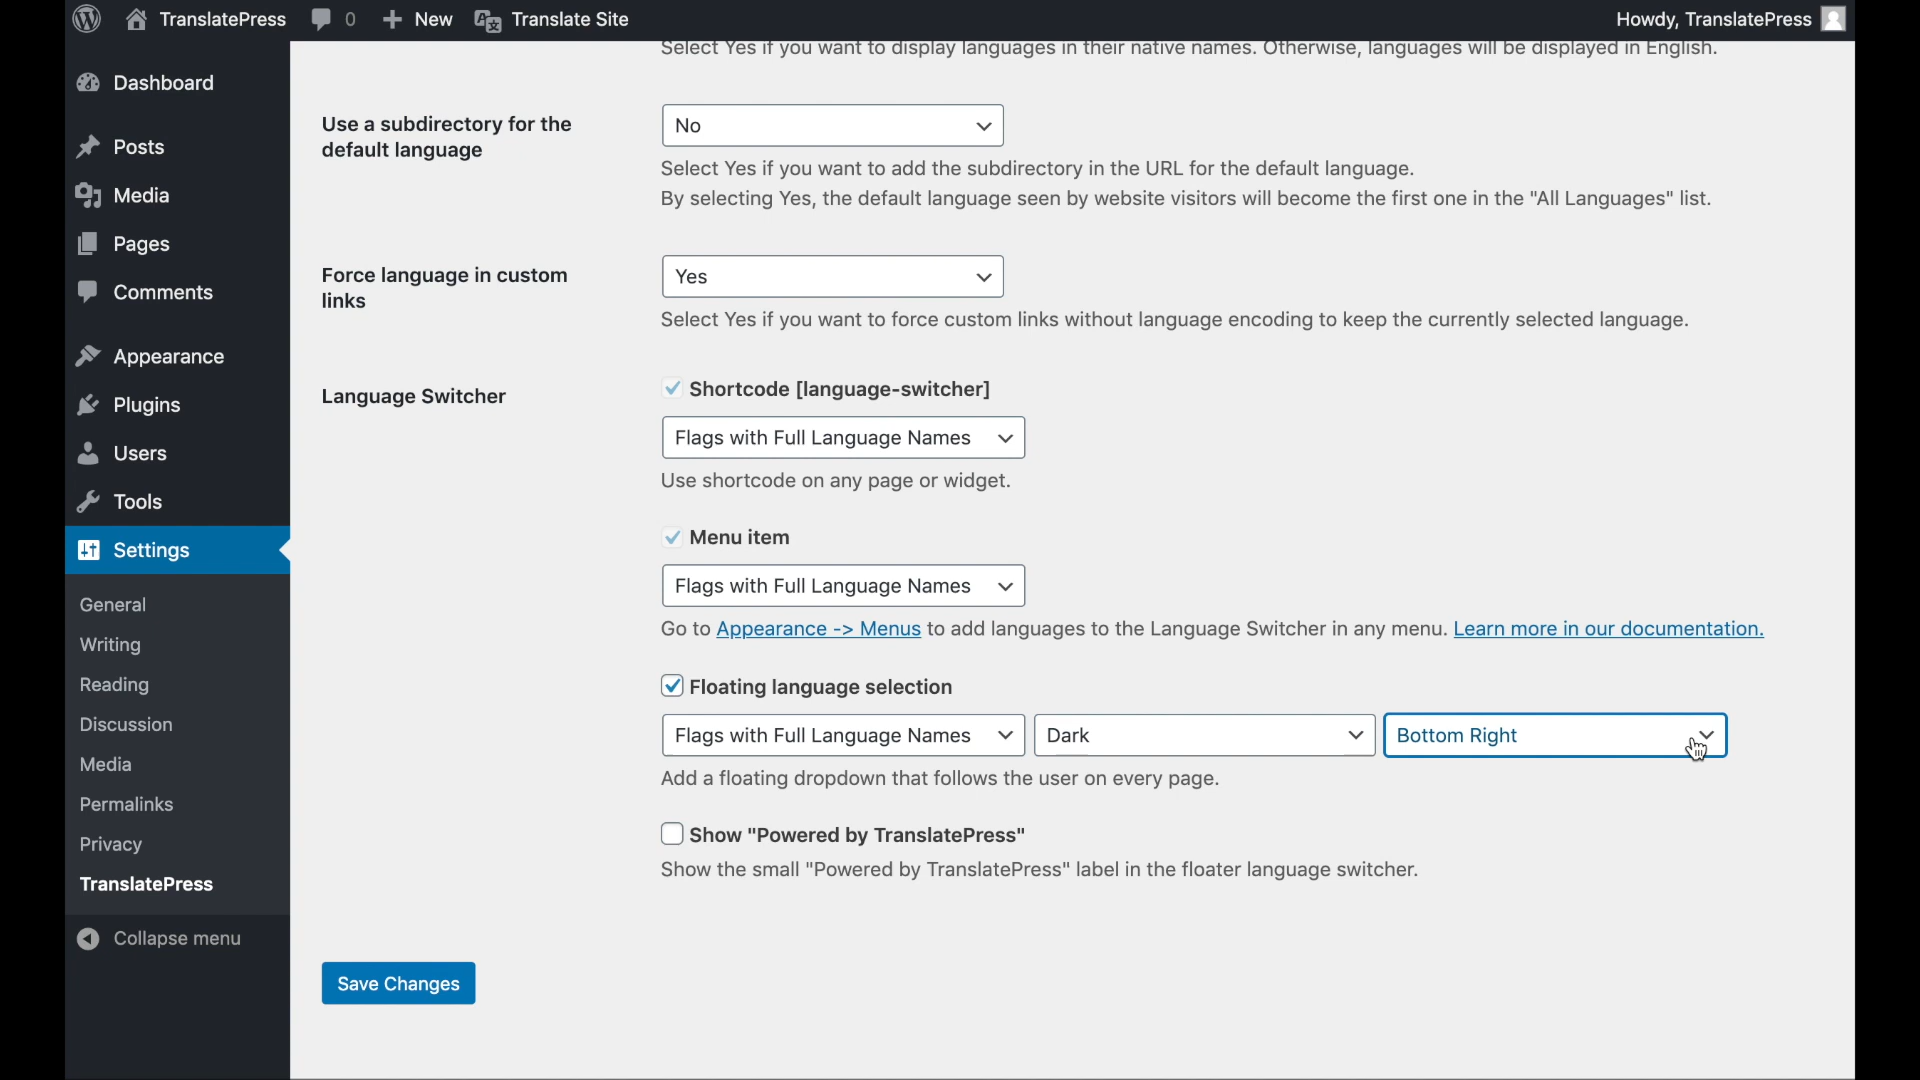 TranslatePress 0 New Translate Site Howdy, TranslatePress
Select Yes if you want to display languages in their native names. Otherwise, languages will be displayed in English.
Dashboard
Posts
Media
Pages
Comments
Appearance
Plugins
Users
Tools
Settings
General
Writing
Reading
Discussion
Media
Permalinks
Privacy
TranslatePress
Collapse menu
Use a subdirectory for the
default language
No
Select Yes if you want to add the subdirectory in the URL for the default language.
By selecting Yes, the default language seen by website visitors will become the first one in the "All Languages" list.
Force language in custom
links
Yes
Select Yes if you want to force custom links without language encoding to keep the currently selected language.
Language Switcher
Shortcode [language-switcher]
Flags with Full Language Names
Use shortcode on any page or widget.
Menu item
Flags with Full Language Names
Go to Appearance -> Menus to add languages to the Language Switcher in any menu. Learn more in our documentation.
Floating language selection
Flags with Full Language Names Dark Bottom Right
Add a floating dropdown that follows the user on every page.
Show "Powered by TranslatePress"
Show the small "Powered by TranslatePress" label in the floater language switcher.
Save Changes